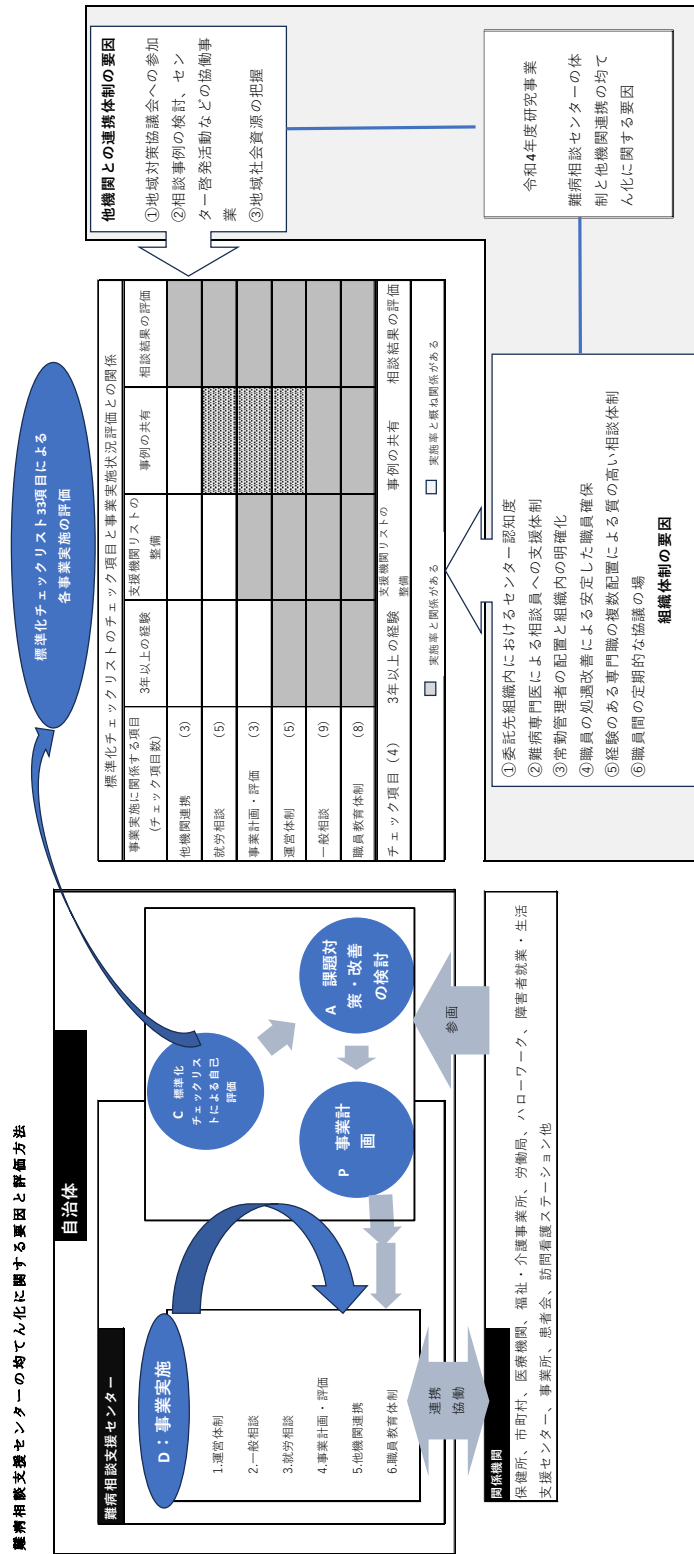 難病相談支援センターの均てん化に関する要因と評価方法
自治体
難病相談支援センター
D：事業実施
1.運営体制
2.一般相談
3.就労相談
4.事業計画・評価
5.他機関連携
6.職員教育体制
C 標準化
チェックリス
トによる自己
評価
A 課題対
策・改善
の検討
P 事業計
画
連携
協働
参画
関係機関
保健所、市町村、医療機関、福祉・介護事業所、労働局、ハローワーク、障害者就業・生活
支援センター、事業所、患者会、訪問看護ステーション他
標準化チェックリスト33項目による
各事業実施の評価
標準化チェックリストのチェック項目と事業実施状況評価との関係
事業実施に関係する項目
(チェック項目数)
3年以上の経験
支援機関リストの
整備
事例の共有
相談結果の評価
他機関連携 (3)
就労相談 (5)
事業計画・評価 (3)
運営体制 (5)
一般相談 (9)
職員教育体制 (8)
チェック項目 (4)
3年以上の経験
支援機関リストの
整備
事例の共有
相談結果の評価
実施率と関係がある
実施率と概ね関係がある
他機関との連携体制の要因
①地域対策協議会への参加
②相談事例の検討、セン
ター啓発活動などの協働事
業
③地域社会資源の把握
①委託先組織内におけるセンター認知度
②難病専門医による相談員への支援体制
③常勤管理者の配置と組織内の明確化
④職員の処遇改善による安定した職員確保
⑤経験のある専門職の複数配置による質の高い相談体制
⑥職員間の定期的な協議の場
組織体制の要因
令和4年度研究事業
難病相談センターの体
制と他機関連携の均て
ん化に関する要因